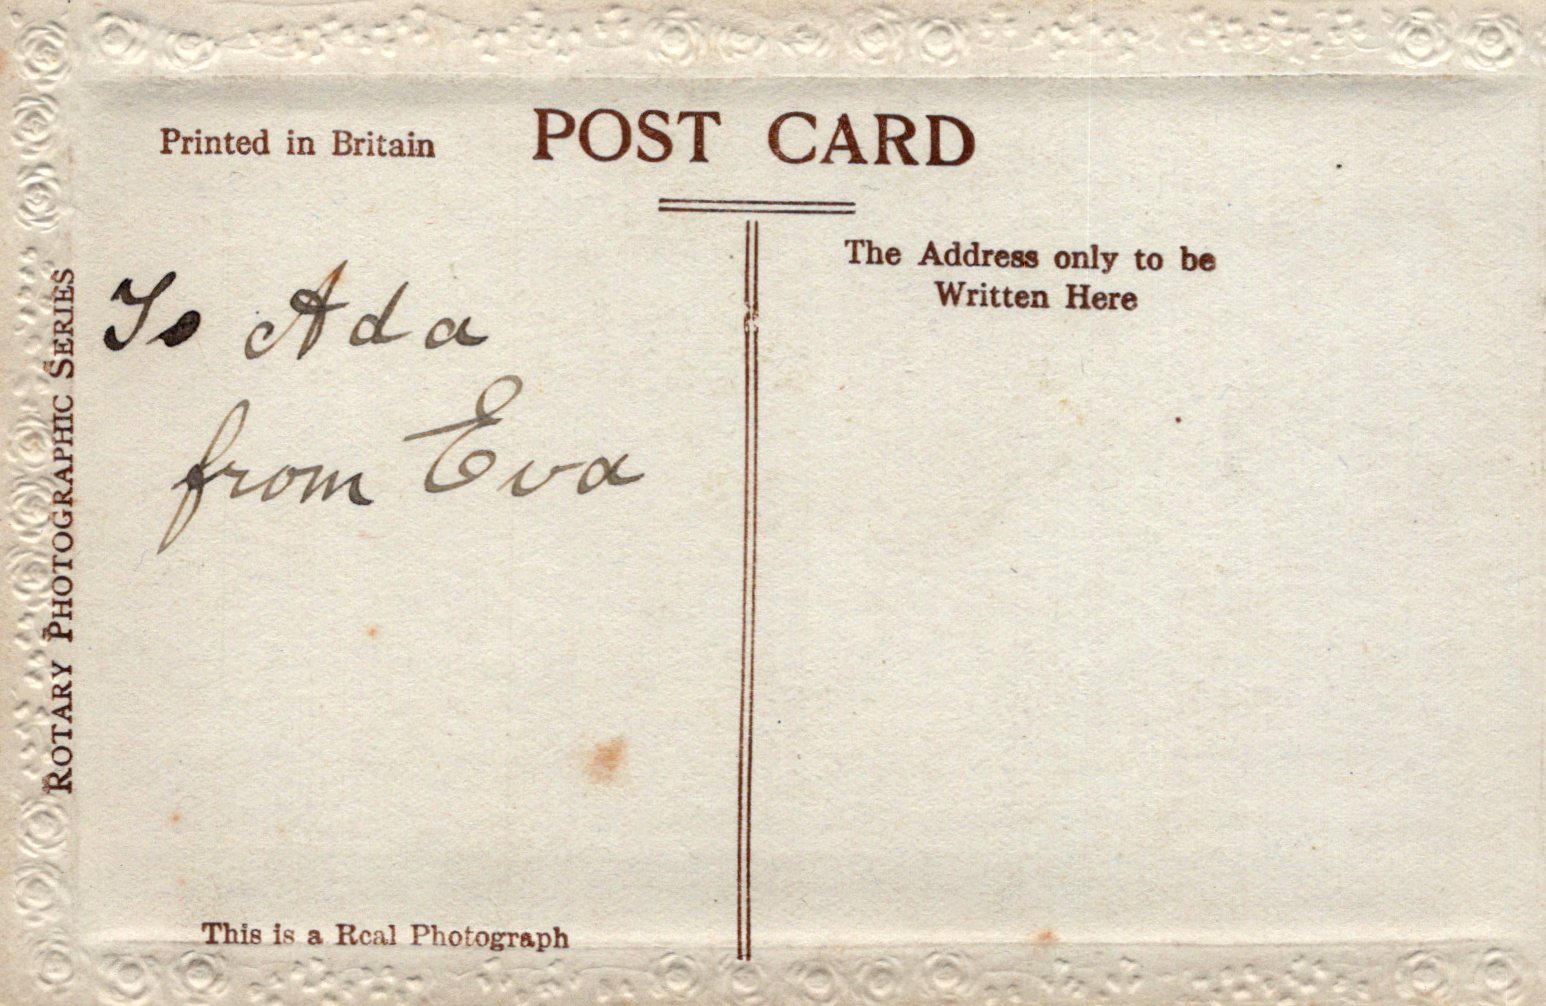 Printed in Britain
POST CARD
ROTARY PHOTOGRAPHIC SERIES
To Ada
from Eva
The Address only to be
Written Here
This is a Real Photograph